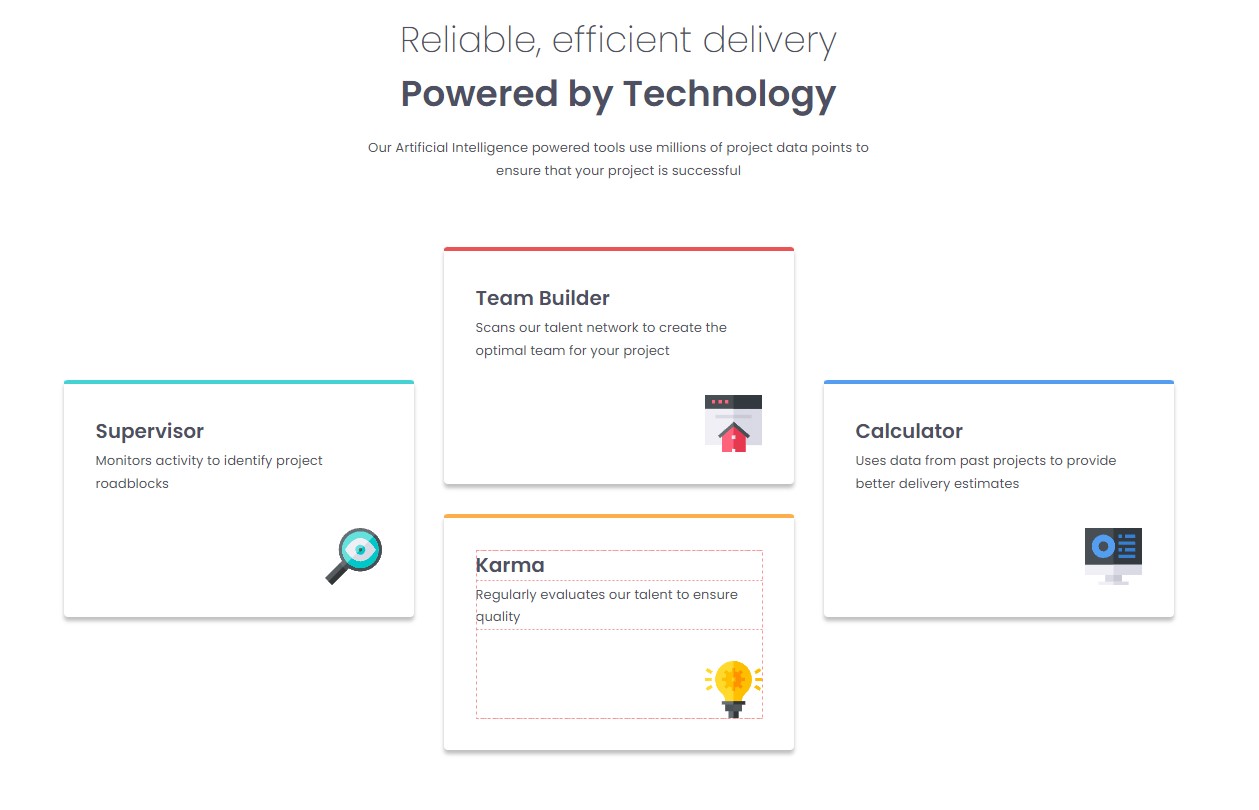 Reliable, efficient delivery
Powered by Technology
Our Artificial Intelligence powered tools use millions of project data points to
ensure that your project is successful
Team Builder
Scans our talent network to create the
optimal team for your project
Supervisor
Monitors activity to identify project
roadblocks
Calculator
Uses data from past projects to provide
better delivery estimates
Karma
Regularly evaluates our talent to ensure
quality